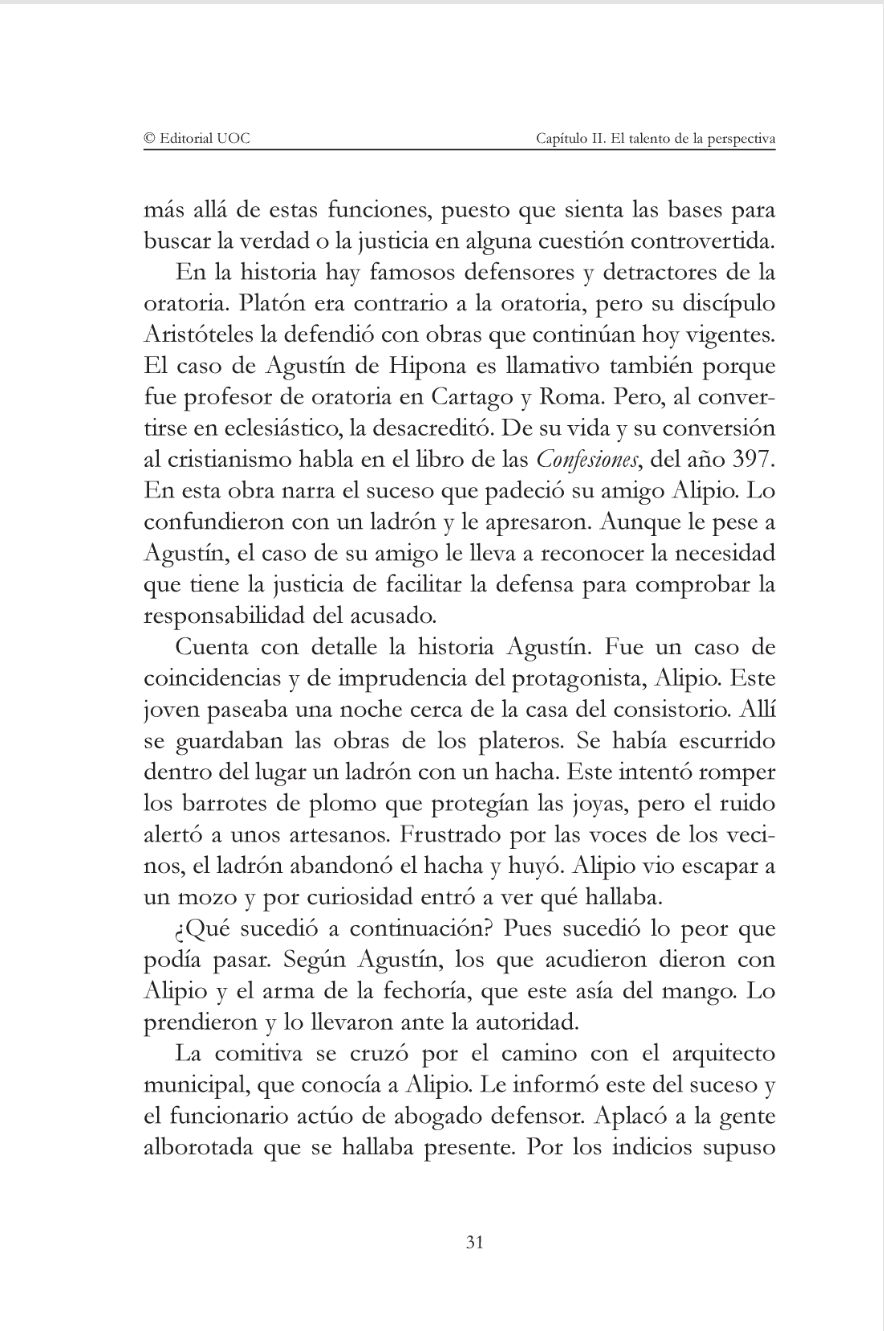 © Editorial UOC
Capítulo II. El talento de la perspectiva
más allá de estas funciones, puesto que sienta las bases para
buscar la verdad o la justicia en alguna cuestión controvertida.
En la historia hay famosos defensores y detractores de la
oratoria. Platón era contrario a la oratoria, pero su discípulo
Aristóteles la defendió con obras que continúan hoy vigentes.
El caso de Agustín de Hipona es llamativo también porque
fue profesor de oratoria en Cartago y Roma. Pero, al conver-
tirse en eclesiástico, la desacreditó. De su vida y su conversión
al cristianismo habla en el libro de las Confesiones, del año 397.
En esta obra narra el suceso que padeció su amigo Alipio. Lo
confundieron con un ladrón y le apresaron. Aunque le pese a
Agustín, el caso de su amigo le lleva a reconocer la necesidad
que tiene la justicia de facilitar la defensa para comprobar la
responsabilidad del acusado.
Cuenta con detalle la historia Agustín. Fue un caso de
coincidencias y de imprudencia del protagonista, Alipio. Este
joven paseaba una noche cerca de la casa del consistorio. Allí
se guardaban las obras de los plateros. Se había escurrido
dentro del lugar un ladrón con un hacha. Este intentó romper
los barrotes de plomo que protegían las joyas, pero el ruido
alertó a unos artesanos. Frustrado por las voces de los veci-
nos, el ladrón abandonó el hacha y huyó. Alipio vio escapar a
un mozo y por curiosidad entró a ver qué hallaba.
¿Qué sucedió a continuación? Pues sucedió lo peor que
podía pasar. Según Agustín, los que acudieron dieron con
Alipio y el arma de la fechoría, que este asía del mango. Lo
prendieron y lo llevaron ante la autoridad.
La comitiva se cruzó por el camino con el arquitecto
municipal, que conocía a Alipio. Le informó este del suceso y
el funcionario actúo de abogado defensor. Aplacó a la gente
alborotada que se hallaba presente. Por los indicios supuso
31